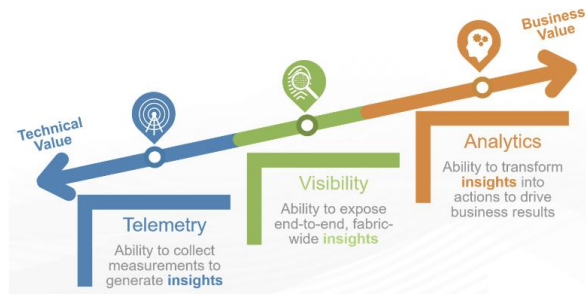 Business
Value
Technical
Value
Telemetry
Ability to collect
measurements to
generate insights
Visibility
Ability to expose
end-to-end, fabric-
wide insights
Analytics
Ability to transform
insights into
actions to drive
business results